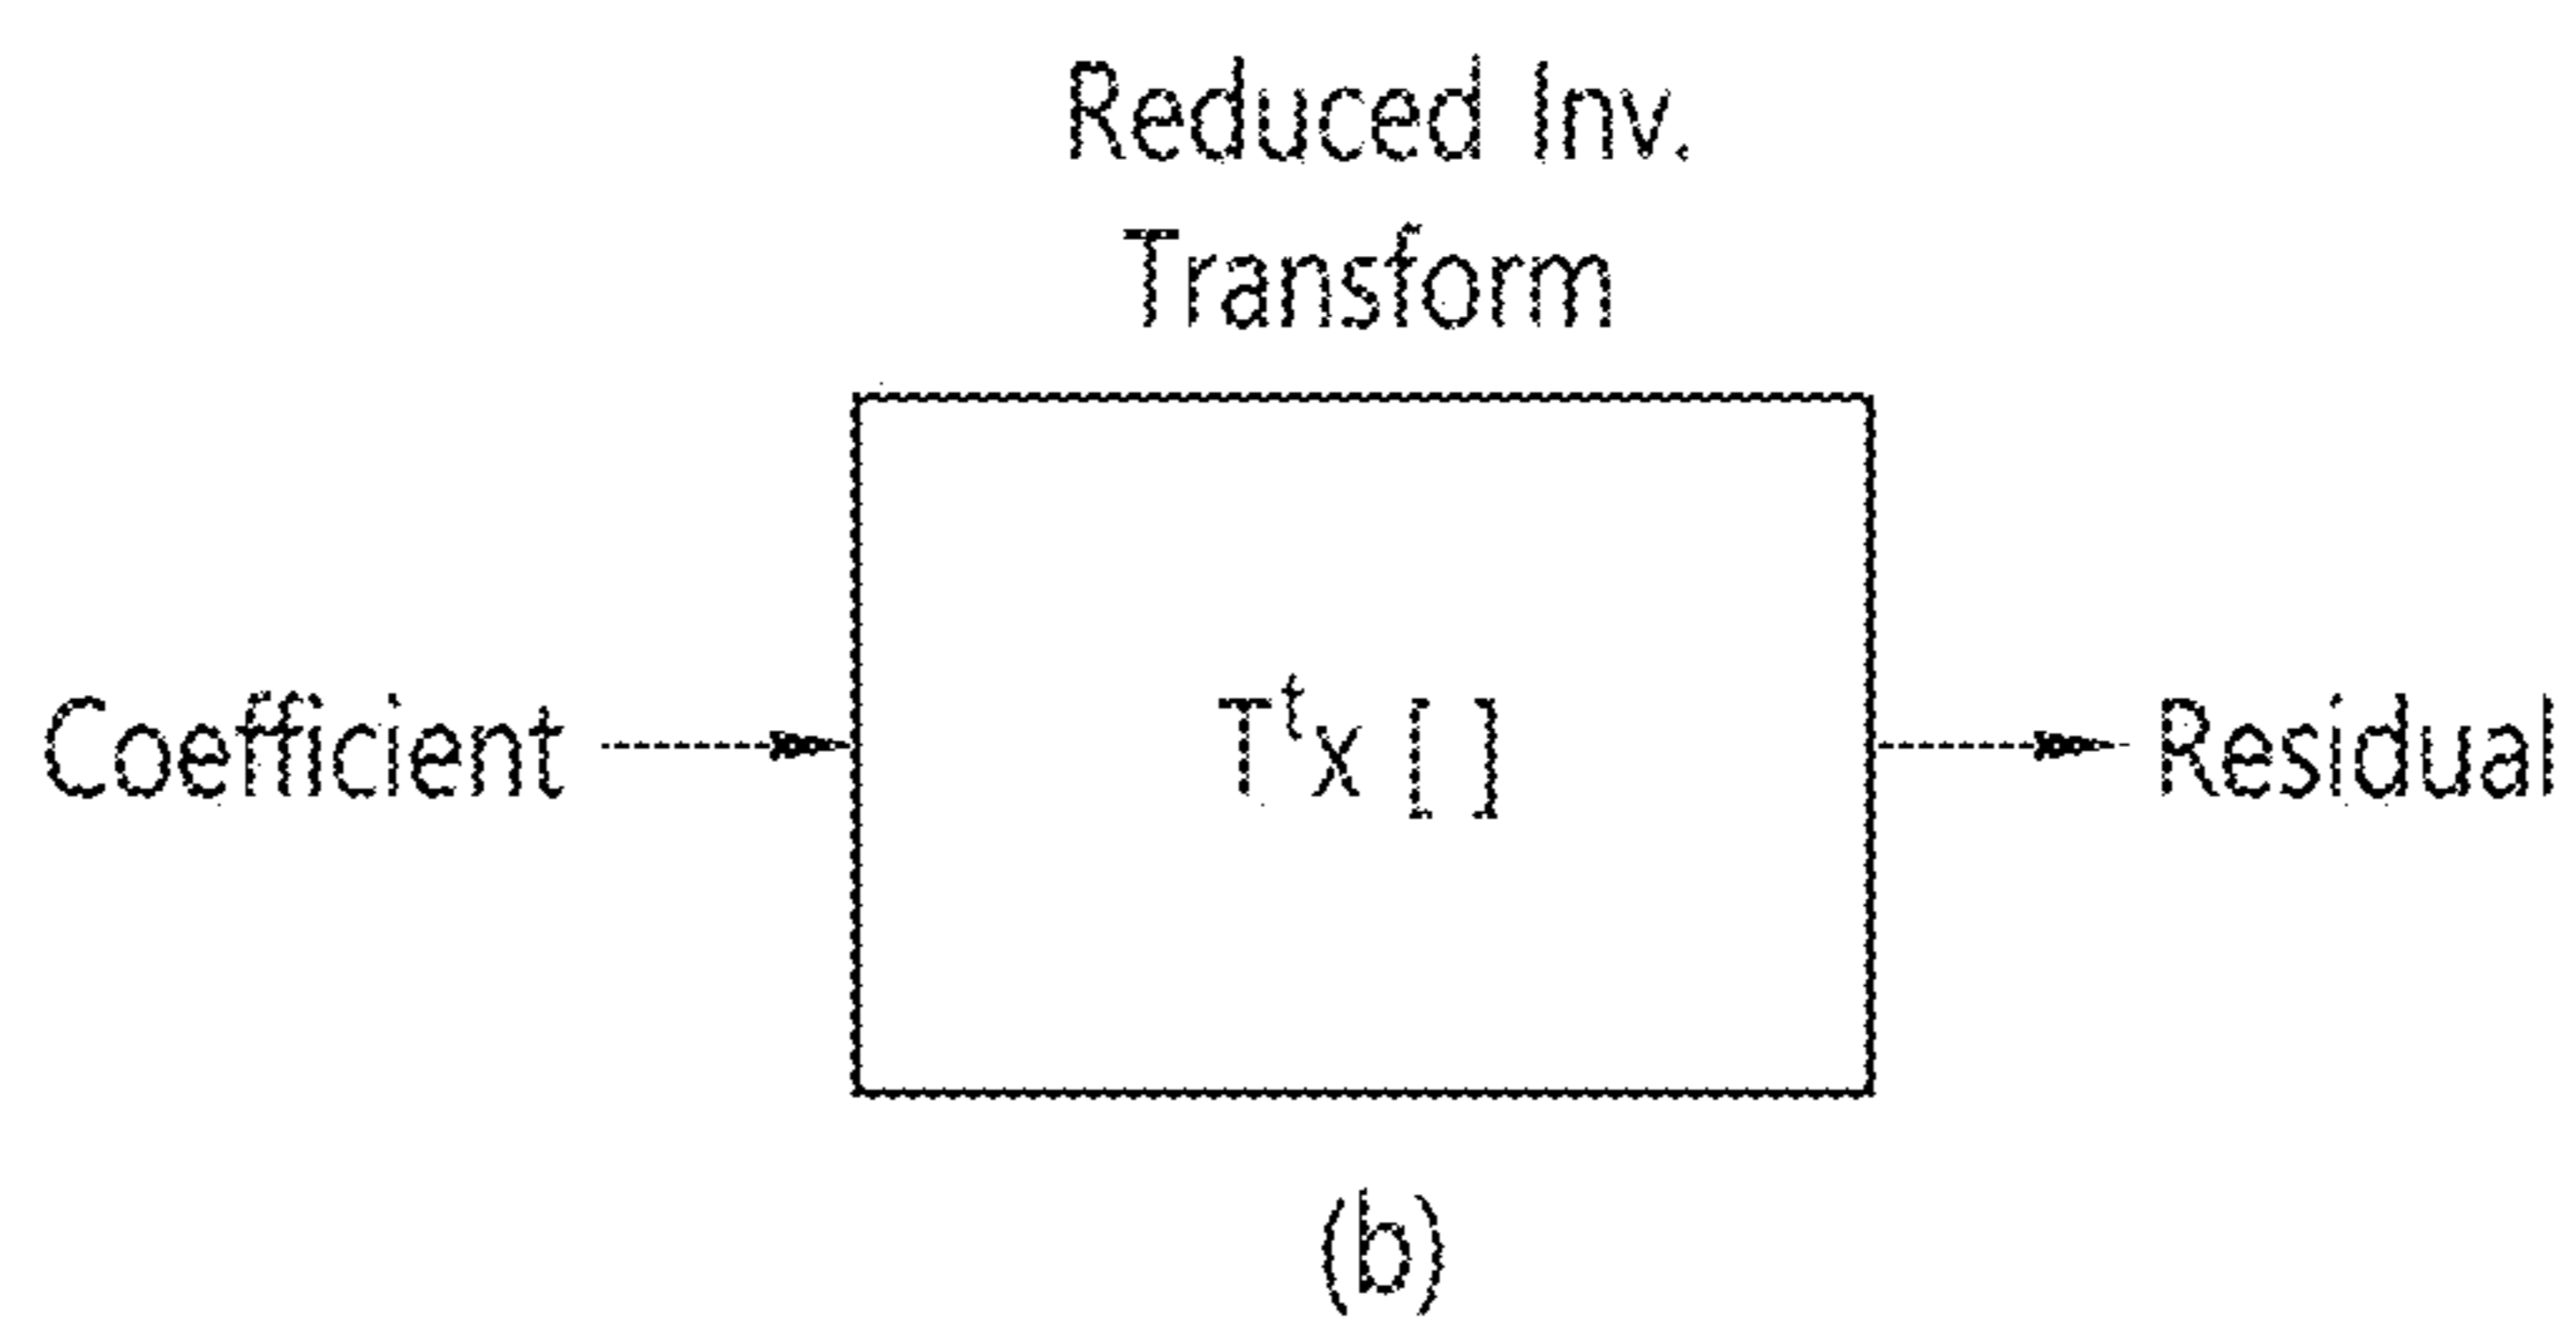 Reduced Inv.
Transform
Coefficient
Tᵗx [ ]
Residual
(b)